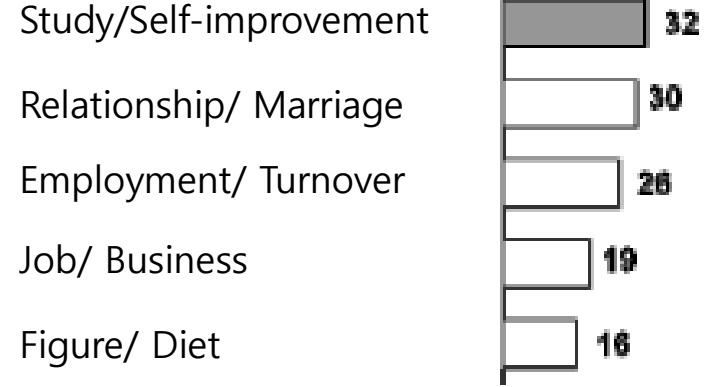 Study/Self-improvement 32
Relationship/ Marriage 30
Employment/ Turnover 26
Job/ Business 19
Figure/ Diet 16